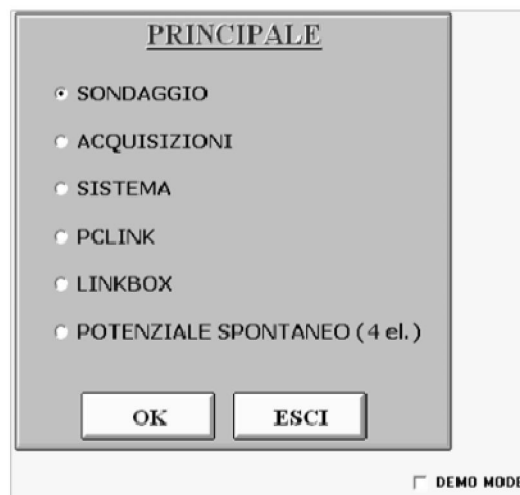 PRINCIPALE
SONDAGGIO
ACQUISIZIONI
SISTEMA
PCLINK
LINKBOX
POTENZIALE SPONTANEO ( 4 el. )
OK ESCI
DEMO MODE